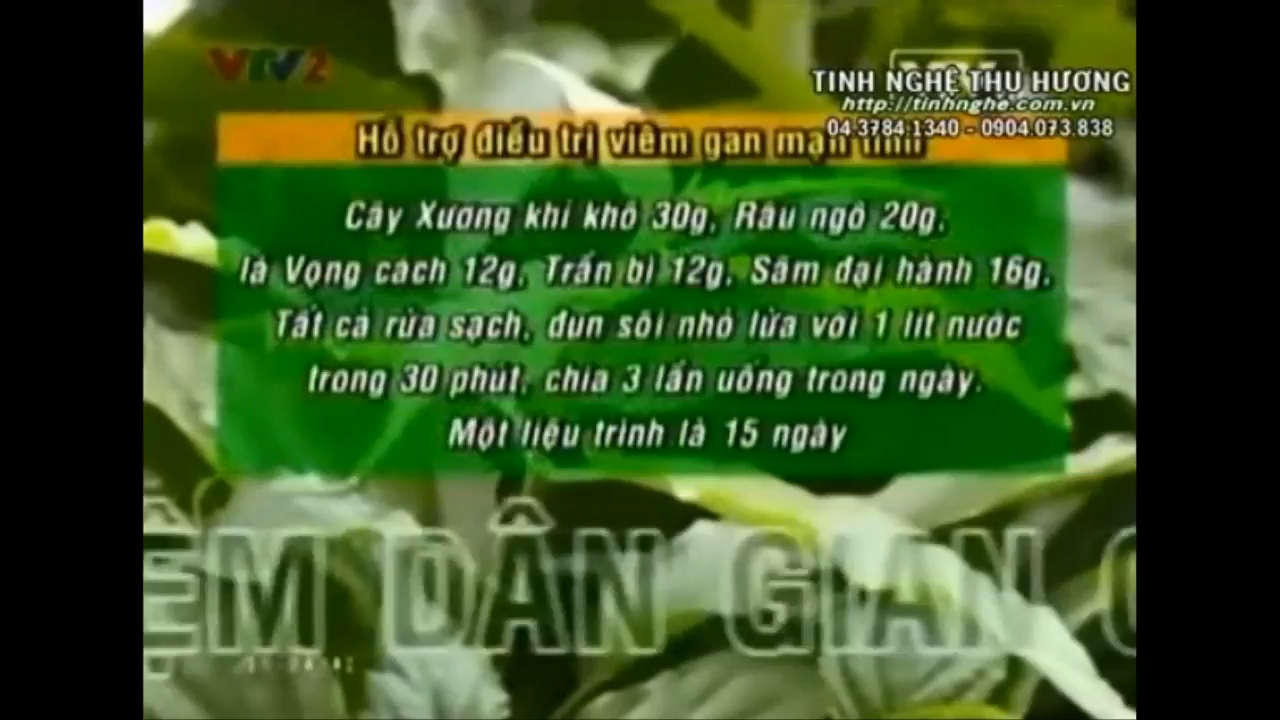 VTV2
TINH NGHỆ THU HƯƠNG
http://tinhnghe.com.vn
04.3784.1340 - 0904.073.838
Hỗ trợ điều trị viêm gan mạn tính
Cây Xương khỉ khô 30g, Râu ngô 20g,
lá Vọng cách 12g, Trần bì 12g, Sâm đại hành 16g.
Tất cả rửa sạch, đun sôi nhỏ lửa với 1 lít nước
trong 30 phút, chia 3 lần uống trong ngày.
Một liệu trình là 15 ngày
ỆM DÂN GIAN